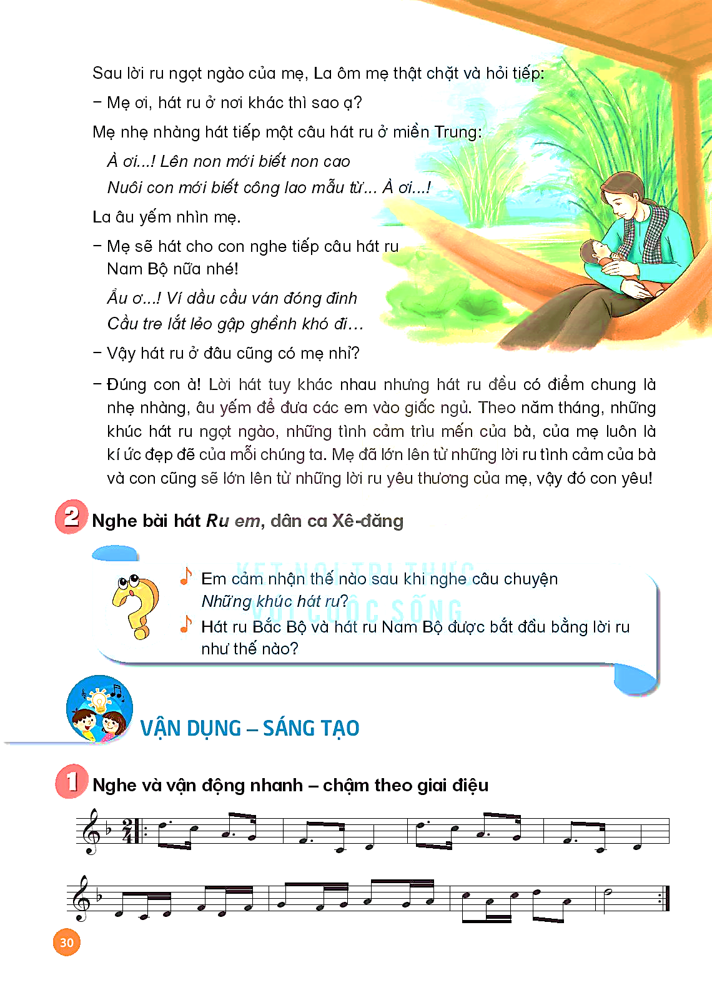 Sau lời ru ngọt ngào của mẹ, La ôm mẹ thật chặt và hỏi tiếp:
– Mẹ ơi, hát ru ở nơi khác thì sao ạ?
Mẹ nhẹ nhàng hát tiếp một câu hát ru ở miền Trung:
À ơi...! Lên non mới biết non cao
Nuôi con mới biết công lao mẫu từ... À ơi...!
La âu yếm nhìn mẹ.
– Mẹ sẽ hát cho con nghe tiếp câu hát ru
Nam Bộ nữa nhé!
Ầu ơ...! Ví dầu cầu ván đóng đinh
Cầu tre lắt lẻo gập ghềnh khó đi...
– Vậy hát ru ở đâu cũng có mẹ nhỉ?
– Đúng con à! Lời hát tuy khác nhau nhưng hát ru đều có điểm chung là
nhẹ nhàng, âu yếm để đưa các em vào giấc ngủ. Theo năm tháng, những
khúc hát ru ngọt ngào, những tình cảm trìu mến của bà, của mẹ luôn là
kí ức đẹp đẽ của mỗi chúng ta. Mẹ đã lớn lên từ những lời ru tình cảm của bà
và con cũng sẽ lớn lên từ những lời ru yêu thương của mẹ, vậy đó con yêu!
2 Nghe bài hát Ru em, dân ca Xê-đăng
KẾT NỐI TRI THỨC
Em cảm nhận thế nào sau khi nghe câu chuyện
Những khúc hát ru?
VỚI CUỘC SỐNG
Hát ru Bắc Bộ và hát ru Nam Bộ được bắt đầu bằng lời ru
như thế nào?
VẬN DỤNG – SÁNG TẠO
1 Nghe và vận động nhanh – chậm theo giai điệu
2
4
30